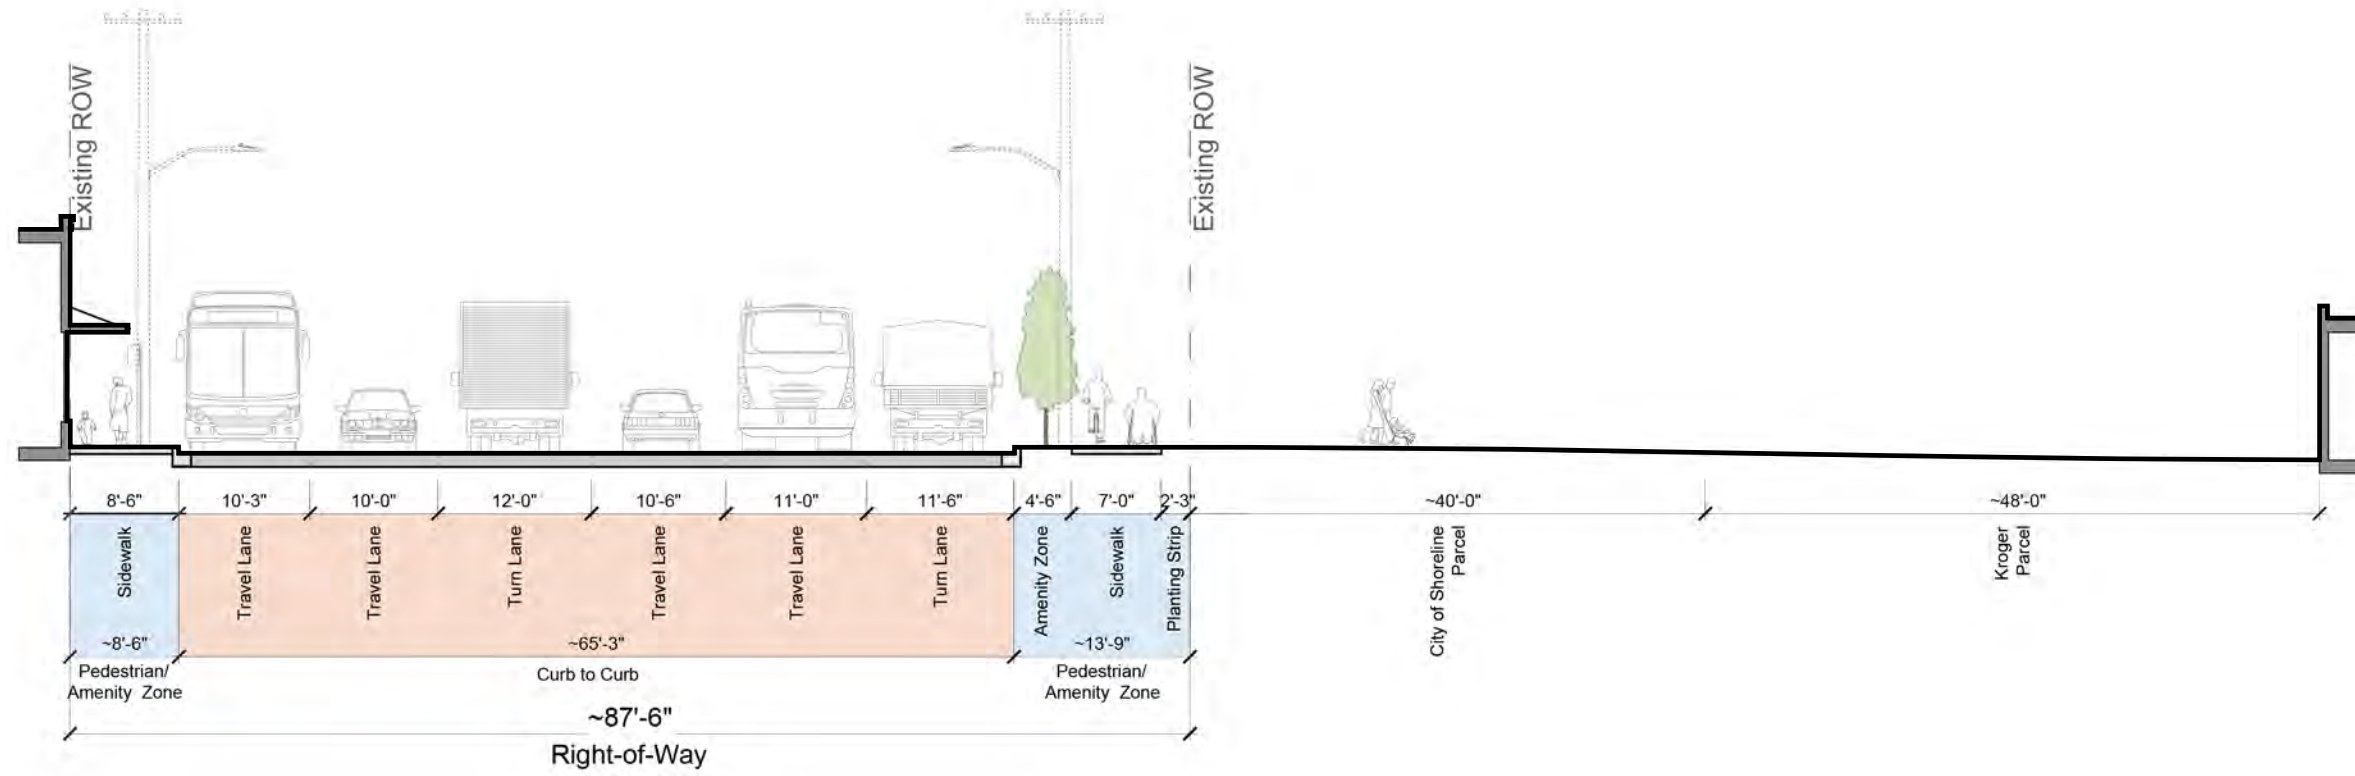 Existing ROW
Existing ROW
8'-6"
10'-3"
10'-0"
12'-0"
10'-6"
11'-0"
11'-6"
4'-6"
7'-0"
2'-3"
~40'-0"
~48'-0"
Sidewalk
Travel Lane
Travel Lane
Turn Lane
Travel Lane
Travel Lane
Turn Lane
Amenity Zone
Sidewalk
Planting Strip
City of Shoreline
Parcel
Kroger
Parcel
~8'-6"
~65'-3"
~13'-9"
Pedestrian/
Amenity Zone
Curb to Curb
Pedestrian/
Amenity Zone
~87'-6"
Right-of-Way